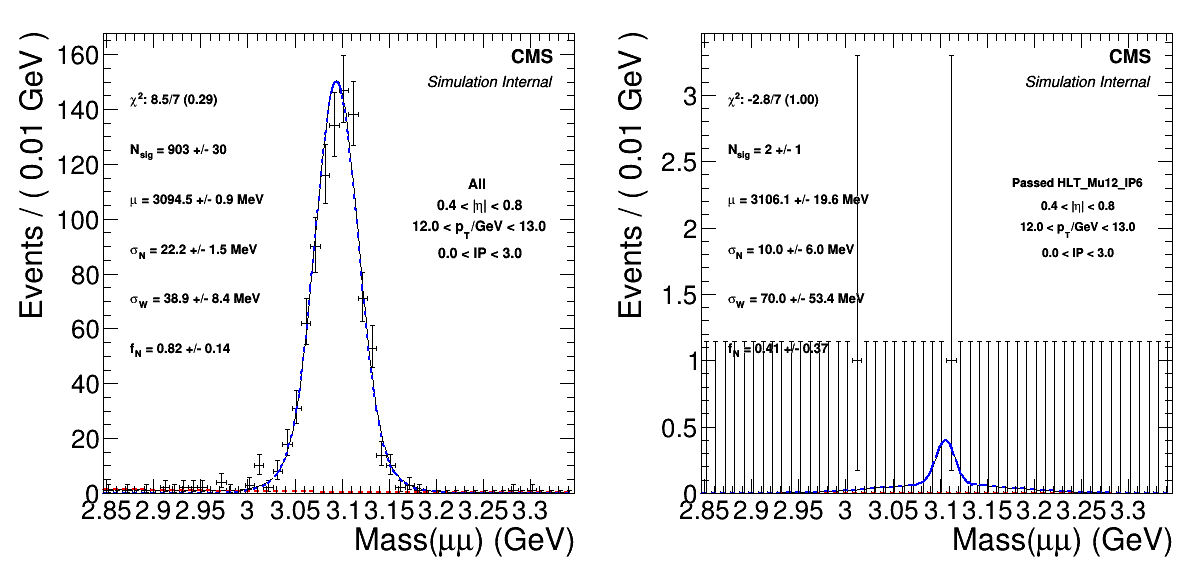 CMS
Simulation Internal
χ²: 8.5/7 (0.29)
N_sig = 903 +/- 30
μ = 3094.5 +/- 0.9 MeV
σ_N = 22.2 +/- 1.5 MeV
σ_W = 38.9 +/- 8.4 MeV
f_N = 0.82 +/- 0.14
All
0.4 < |η| < 0.8
12.0 < p_T/GeV < 13.0
0.0 < IP < 3.0
Events / ( 0.01 GeV )
160
140
120
100
80
60
40
20
0
2.85 2.9 2.95 3 3.05 3.1 3.15 3.2 3.25 3.3
Mass(μμ) (GeV)
CMS
Simulation Internal
χ²: -2.8/7 (1.00)
N_sig = 2 +/- 1
μ = 3106.1 +/- 19.6 MeV
σ_N = 10.0 +/- 6.0 MeV
σ_W = 70.0 +/- 53.4 MeV
f_N = 0.41 +/- 0.37
Passed HLT_Mu12_IP6
0.4 < |η| < 0.8
12.0 < p_T/GeV < 13.0
0.0 < IP < 3.0
Events / ( 0.01 GeV )
3
2.5
2
1.5
1
0.5
0
2.85 2.9 2.95 3 3.05 3.1 3.15 3.2 3.25 3.3
Mass(μμ) (GeV)